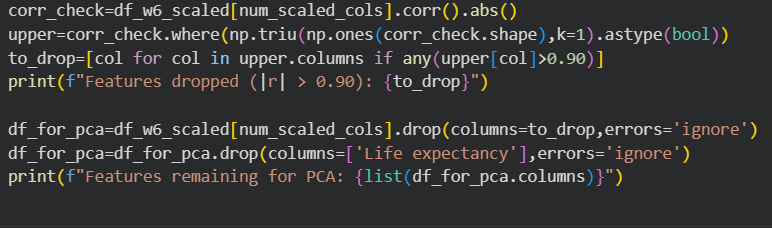 corr_check=df_w6_scaled[num_scaled_cols].corr().abs()
upper=corr_check.where(np.triu(np.ones(corr_check.shape),k=1).astype(bool))
to_drop=[col for col in upper.columns if any(upper[col]>0.90)]
print(f"Features dropped (|r| > 0.90): {to_drop}")
df_for_pca=df_w6_scaled[num_scaled_cols].drop(columns=to_drop,errors='ignore')
df_for_pca=df_for_pca.drop(columns=['Life expectancy'],errors='ignore')
print(f"Features remaining for PCA: {list(df_for_pca.columns)}")